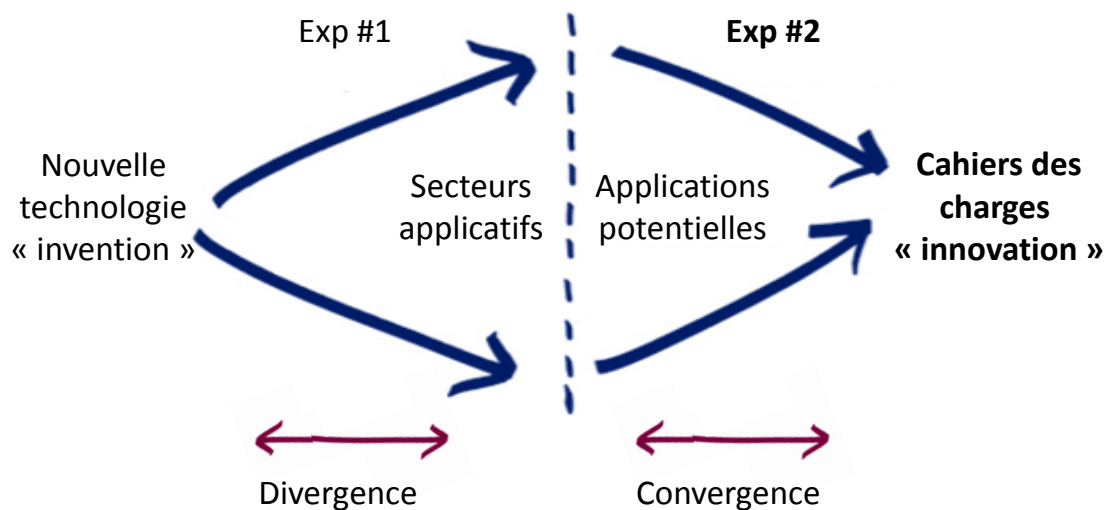 Exp #1
Exp #2
Nouvelle
technologie
« invention »
Secteurs
applicatifs
Applications
potentielles
Cahiers des
charges
« innovation »
Divergence
Convergence